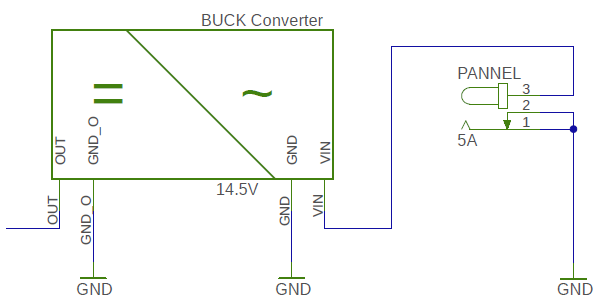 BUCK Converter
=
~
OUT
GND_O
GND
VIN
14.5V
OUT
GND_O
GND
VIN
GND
GND
PANNEL
3
2
1
5A
GND